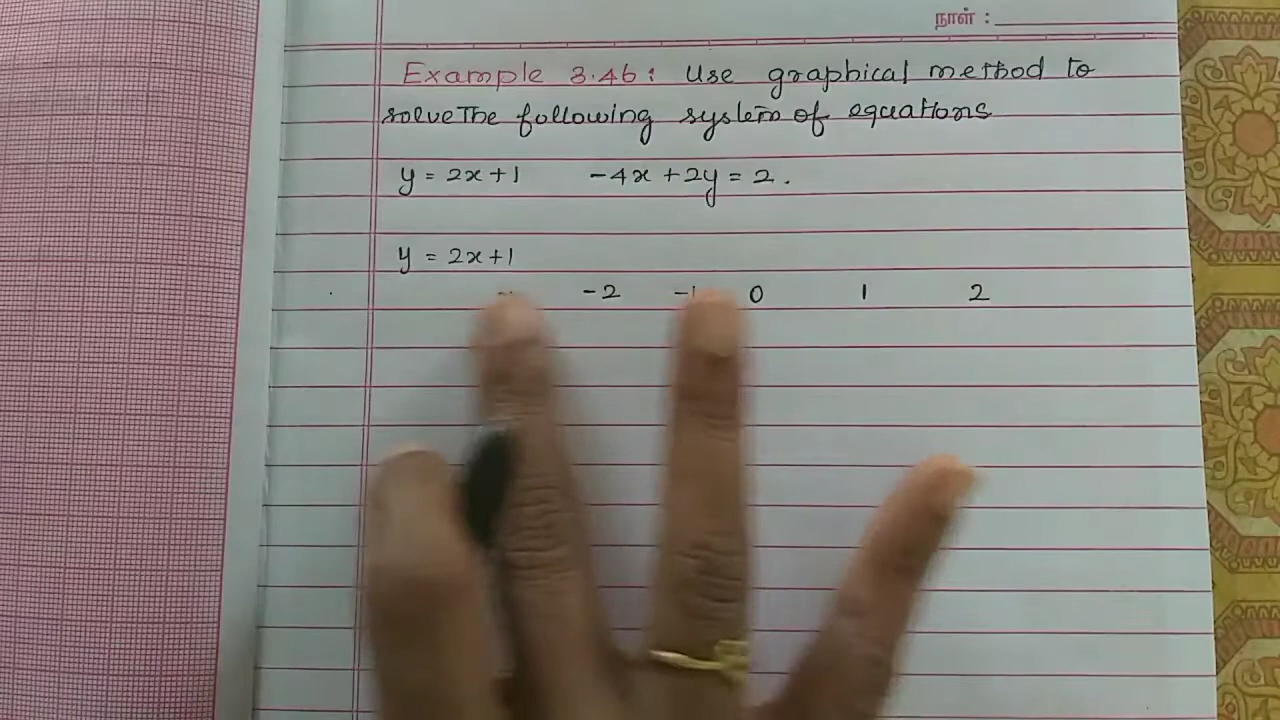 நாள் :
Example 3.46: Use graphical method to
solve The following system of equations
y = 2x+1 -4x +2y = 2.
y = 2x+1
-2 -1 0 1 2